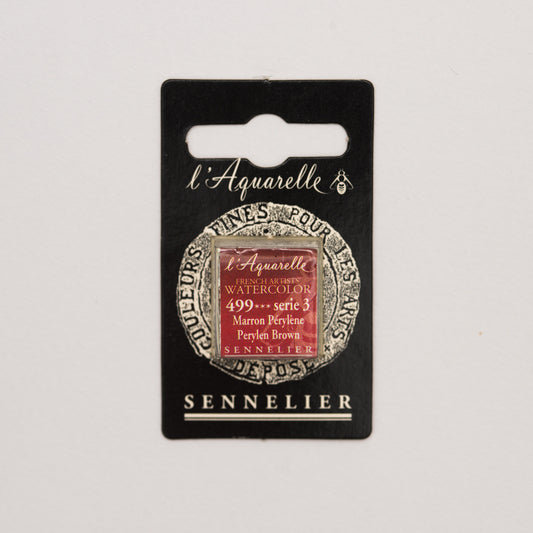 l'Aquarelle
COULEURS FINES POUR LES ARTS
l'Aquarelle
FRENCH ARTISTS'
WATERCOLOR
499*** serie 3
Marron Pérylene
Perylen Brown
SENNELIER
DÉPOSÉ
SENNELIER